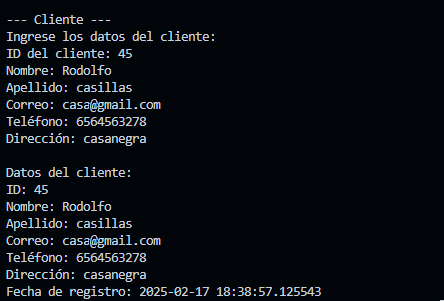 --- Cliente ---
Ingrese los datos del cliente:
ID del cliente: 45
Nombre: Rodolfo
Apellido: casillas
Correo: casa@gmail.com
Teléfono: 6564563278
Dirección: casanegra

Datos del cliente:
ID: 45
Nombre: Rodolfo
Apellido: casillas
Correo: casa@gmail.com
Teléfono: 6564563278
Dirección: casanegra
Fecha de registro: 2025-02-17 18:38:57.125543